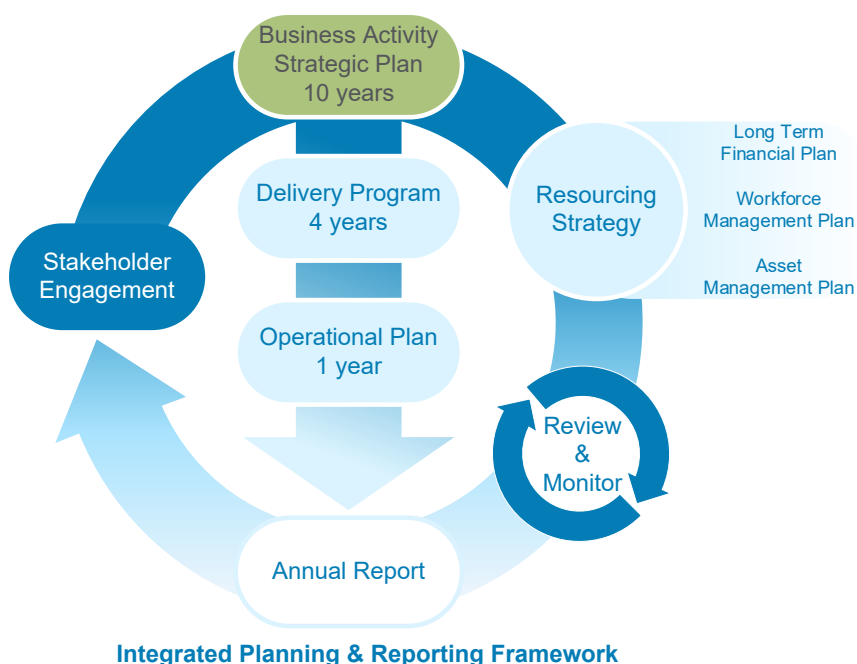 Business Activity
Strategic Plan
10 years
Long Term
Financial Plan
Delivery Program
4 years
Resourcing
Strategy
Workforce
Management Plan
Stakeholder
Engagement
Asset
Management Plan
Operational Plan
1 year
Review
&
Monitor
Annual Report
Integrated Planning & Reporting Framework